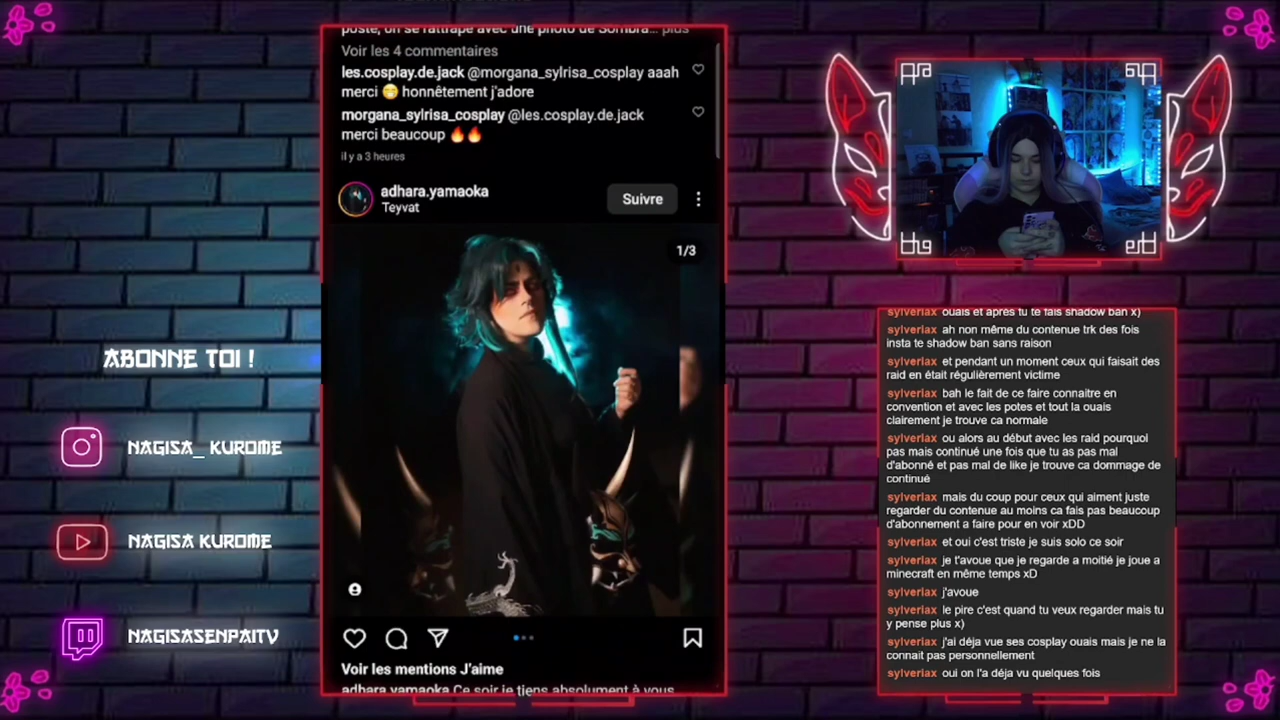 poste, on se rattrape avec une photo de Sombra... plus
Voir les 4 commentaires
les.cosplay.de.jack @morgana_sylrisa_cosplay aaah
merci 😳 honnêtement j'adore
morgana_sylrisa_cosplay @les.cosplay.de.jack
merci beaucoup 🔥🔥
il y a 3 heures
adhara.yamaoka
Teyvat
Suivre
1/3
Voir les mentions J'aime
adhara.yamaoka Ce soir je tiens absolument à vous
ABONNE TOI !
NAGISA_ KUROME
NAGISA KUROME
NAGISASENPAITV
sylveriax ouais et après tu te fais shadow ban x)
sylveriax ah non même du contenue trk des fois
insta te shadow ban sans raison
sylveriax et pendant un moment ceux qui faisait des
raid en était régulièrement victime
sylveriax bah le fait de ce faire connaitre en
convention et avec les potes et tout la ouais
clairement je trouve ca normale
sylveriax ou alors au début avec les raid pourquoi
pas mais continué une fois que tu as pas mal
d'abonné et pas mal de like je trouve ca dommage de
continué
sylveriax mais du coup pour ceux qui aiment juste
regarder du contenue au moins ca fais pas beaucoup
d'abonnement a faire pour en voir xDD
sylveriax et oui c'est triste je suis solo ce soir
sylveriax je t'avoue que je regarde a moitié je joue a
minecraft en même temps xD
sylveriax j'avoue
sylveriax le pire c'est quand tu veux regarder mais tu
y pense plus x)
sylveriax j'ai déja vue ses cosplay ouais mais je ne la
connait pas personnellement
sylveriax oui on l'a déja vu quelques fois